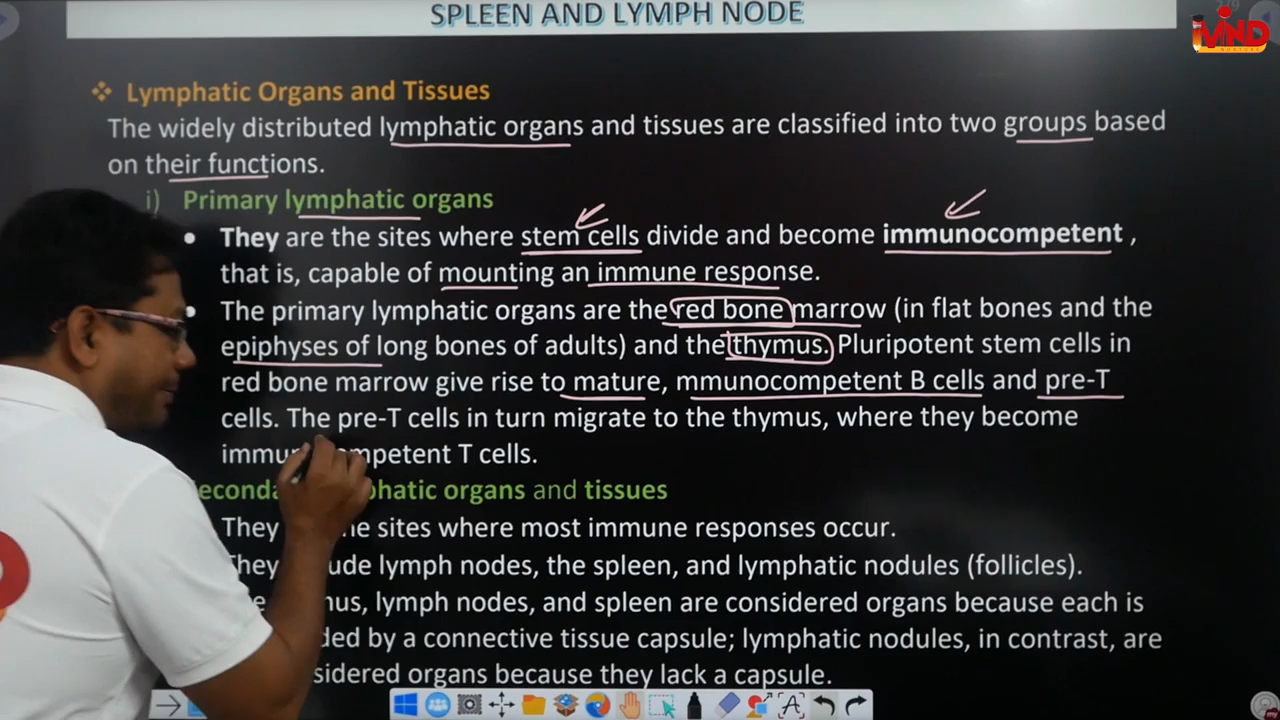 SPLEEN AND LYMPH NODE
MIND
Lymphatic Organs and Tissues
The widely distributed lymphatic organs and tissues are classified into two groups based
on their functions.
i) Primary lymphatic organs
They are the sites where stem cells divide and become immunocompetent ,
that is, capable of mounting an immune response.
The primary lymphatic organs are the red bone marrow (in flat bones and the
epiphyses of long bones of adults) and the thymus. Pluripotent stem cells in
red bone marrow give rise to mature, mmunocompetent B cells and pre-T
cells. The pre-T cells in turn migrate to the thymus, where they become
immu mpetent T cells.
econda phatic organs and tissues
They e sites where most immune responses occur.
hey ude lymph nodes, the spleen, and lymphatic nodules (follicles).
e nus, lymph nodes, and spleen are considered organs because each is
ded by a connective tissue capsule; lymphatic nodules, in contrast, are
sidered organs because they lack a capsule.